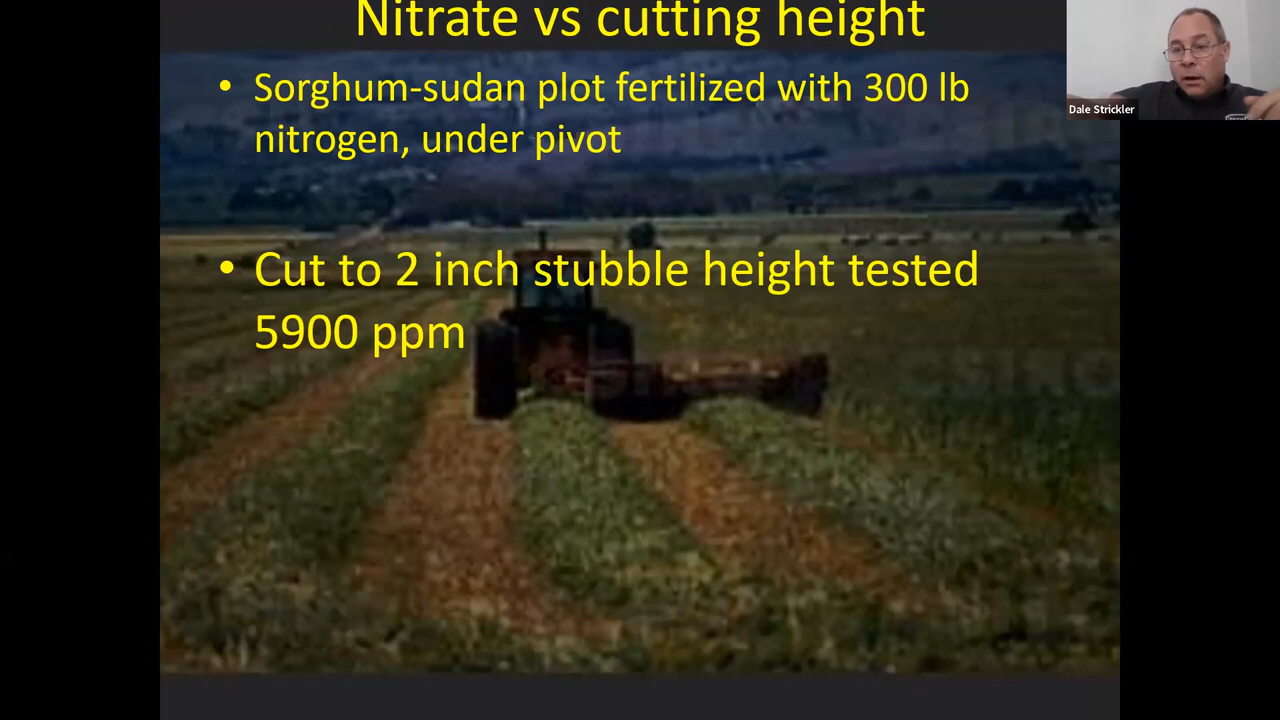 Nitrate vs cutting height
• Sorghum-sudan plot fertilized with 300 lb
nitrogen, under pivot
• Cut to 2 inch stubble height tested
5900 ppm
Dale Strickler